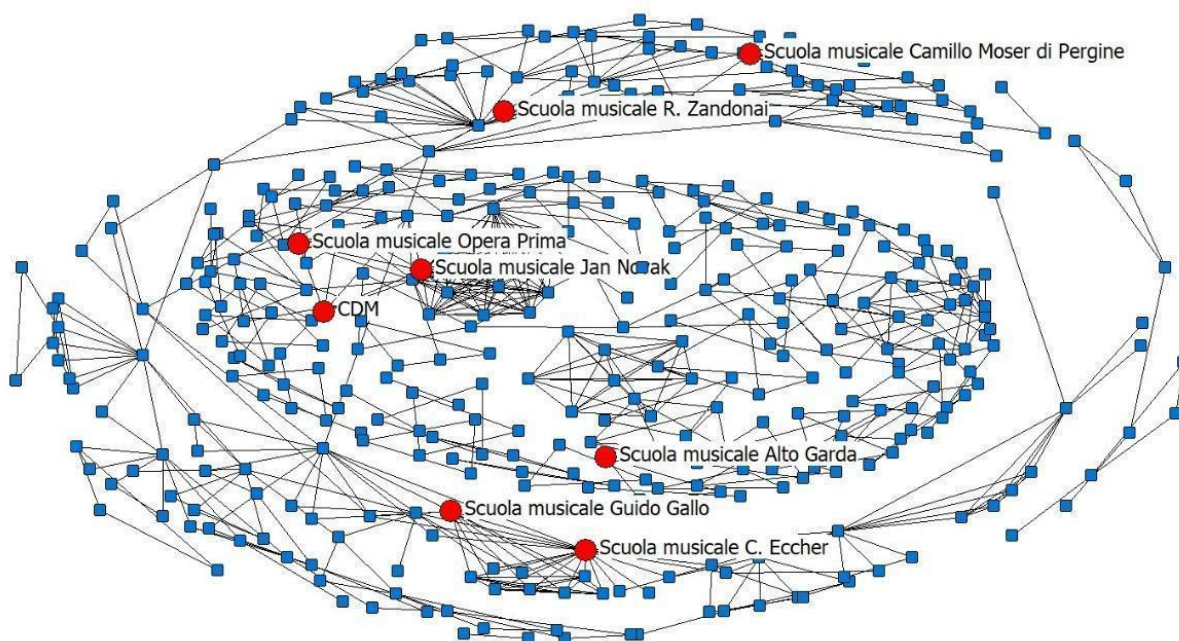 Scuola musicale Camillo Moser di Pergine
Scuola musicale R. Zandonai
Scuola musicale Opera Prima
Scuola musicale Jan Novak
CDM
Scuola musicale Alto Garda
Scuola musicale Guido Gallo
Scuola musicale C. Eccher